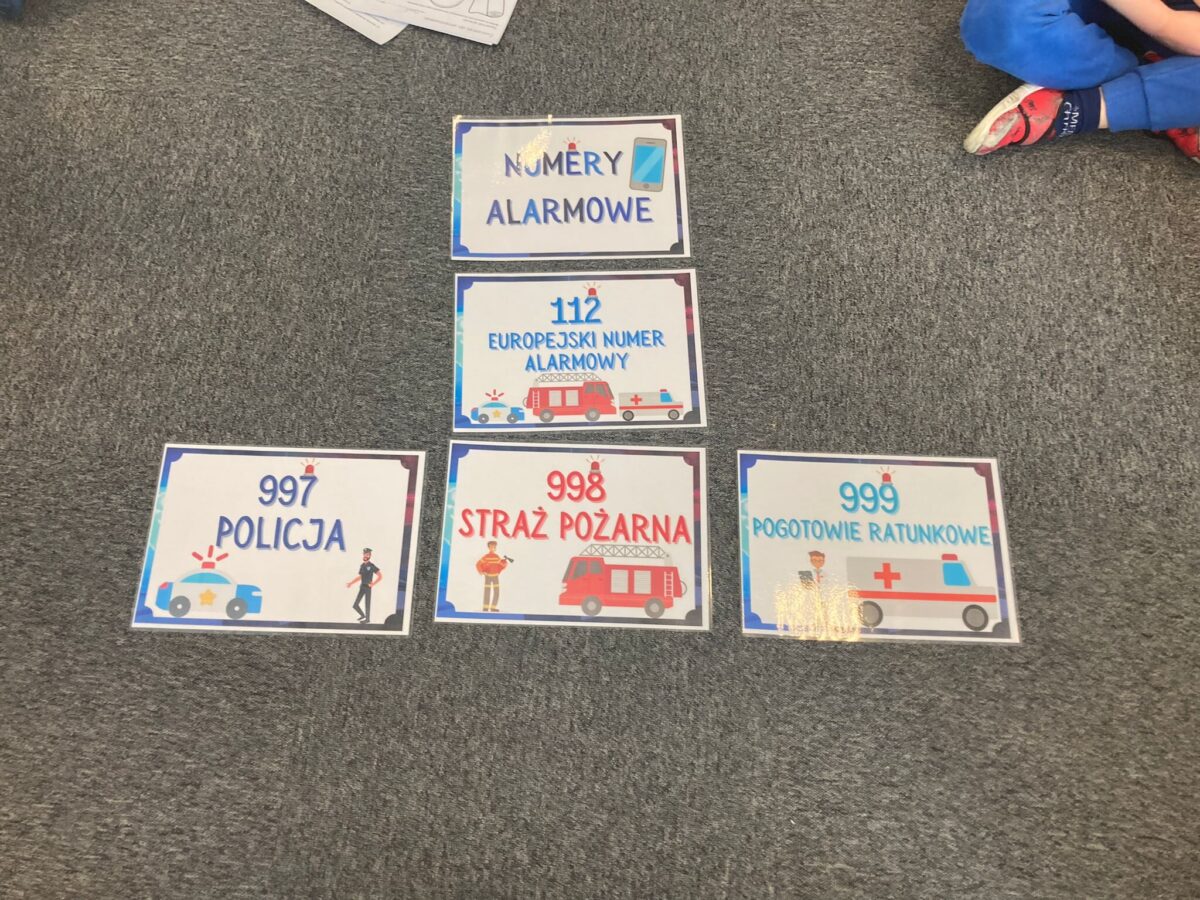 NUMERY
ALARMOWE
112
EUROPEJSKI NUMER
ALARMOWY
997
POLICJA
998
STRAŻ POŻARNA
999
POGOTOWIE RATUNKOWE